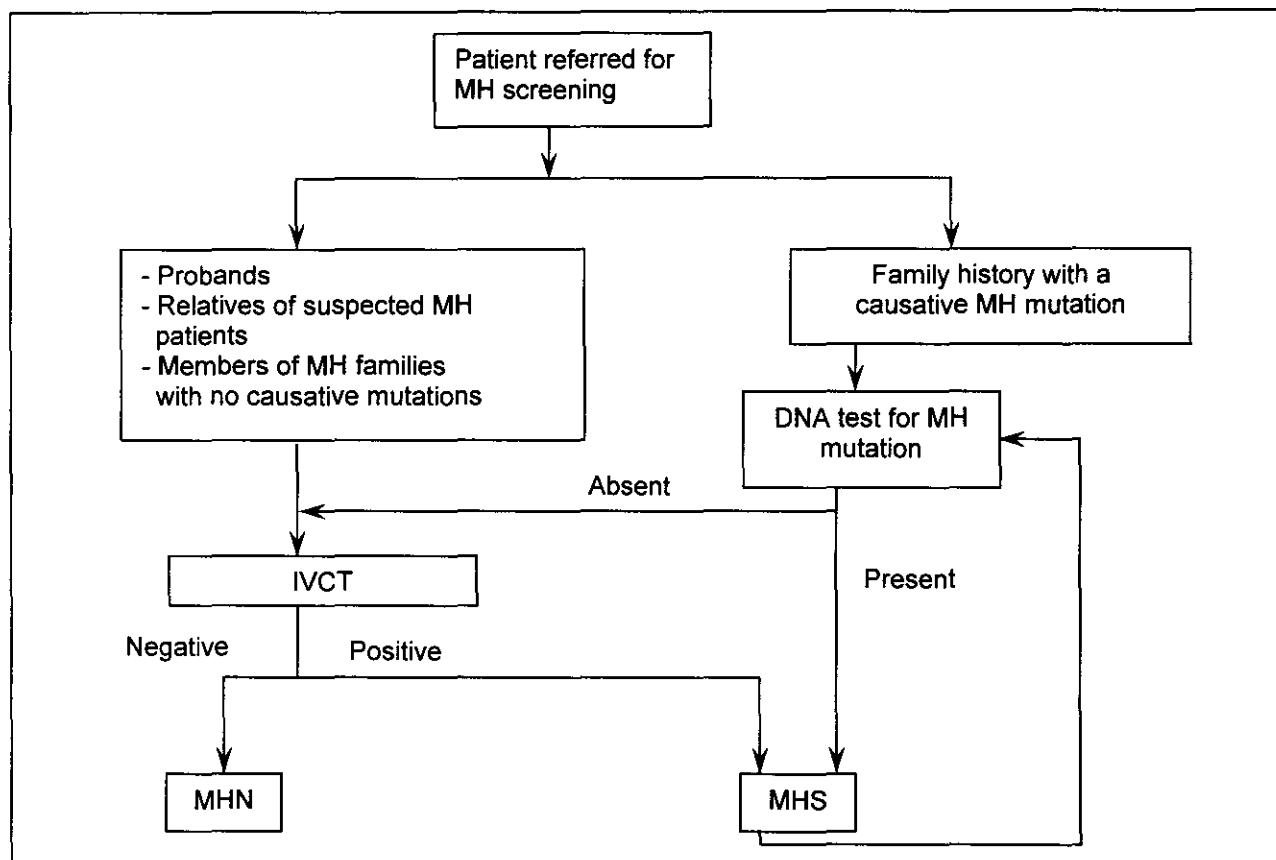 Patient referred for
MH screening
- Probands
- Relatives of suspected MH
patients
- Members of MH families
with no causative mutations
Family history with a
causative MH mutation
DNA test for MH
mutation
Absent
IVCT
Present
Negative
Positive
MHN
MHS